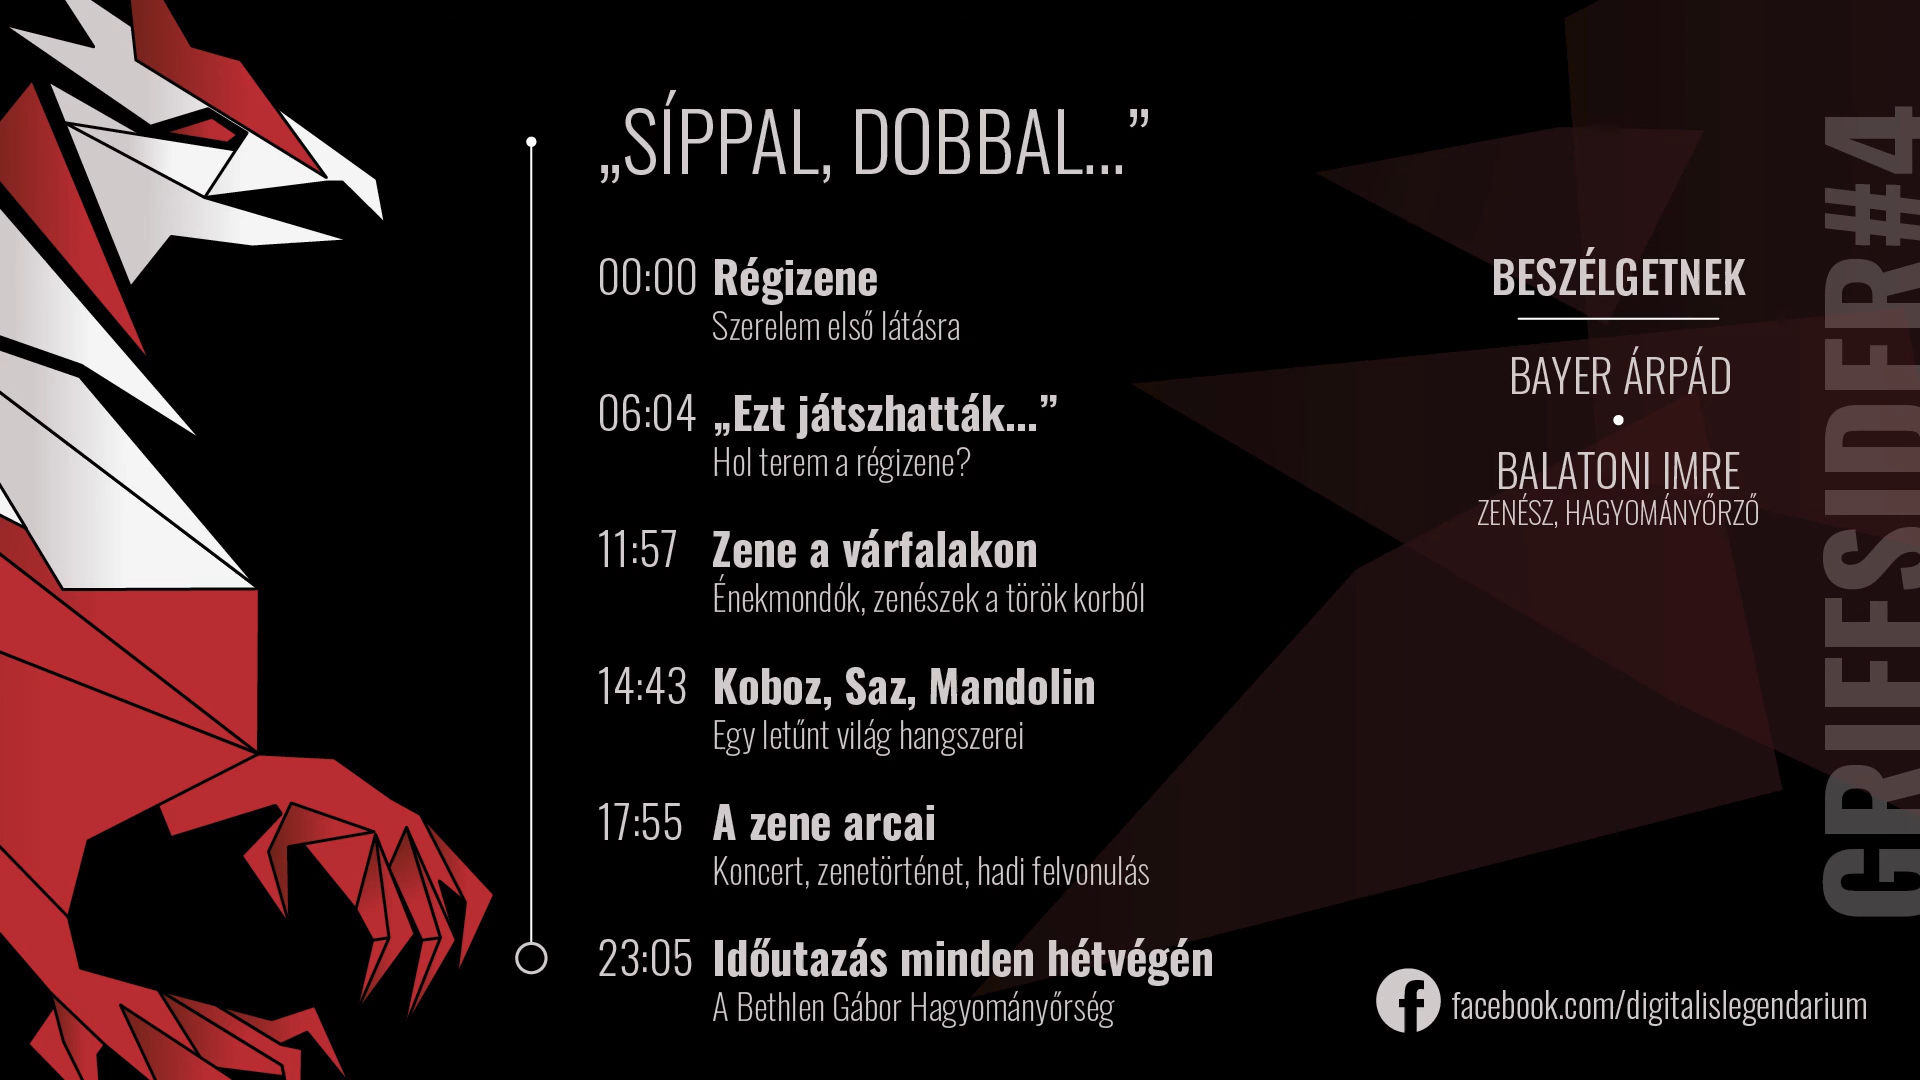 „SÍPPAL, DOBBAL...”
00:00 Régizene
Szerelem első látásra
06:04 „Ezt játszhatták...”
Hol terem a régizene?
11:57 Zene a várfalakon
Énekmondók, zenészek a török korból
14:43 Koboz, Saz, Mandolin
Egy letűnt világ hangszerei
17:55 A zene arcai
Koncert, zenetörténet, hadi felvonulás
23:05 Időutazás minden hétvégén
A Bethlen Gábor Hagyományőrség
BESZÉLGETNEK
BAYER ÁRPÁD
BALATONI IMRE
ZENÉSZ, HAGYOMÁNYŐRZŐ
facebook.com/digitalislegendarium
GRIFFSIDER#4